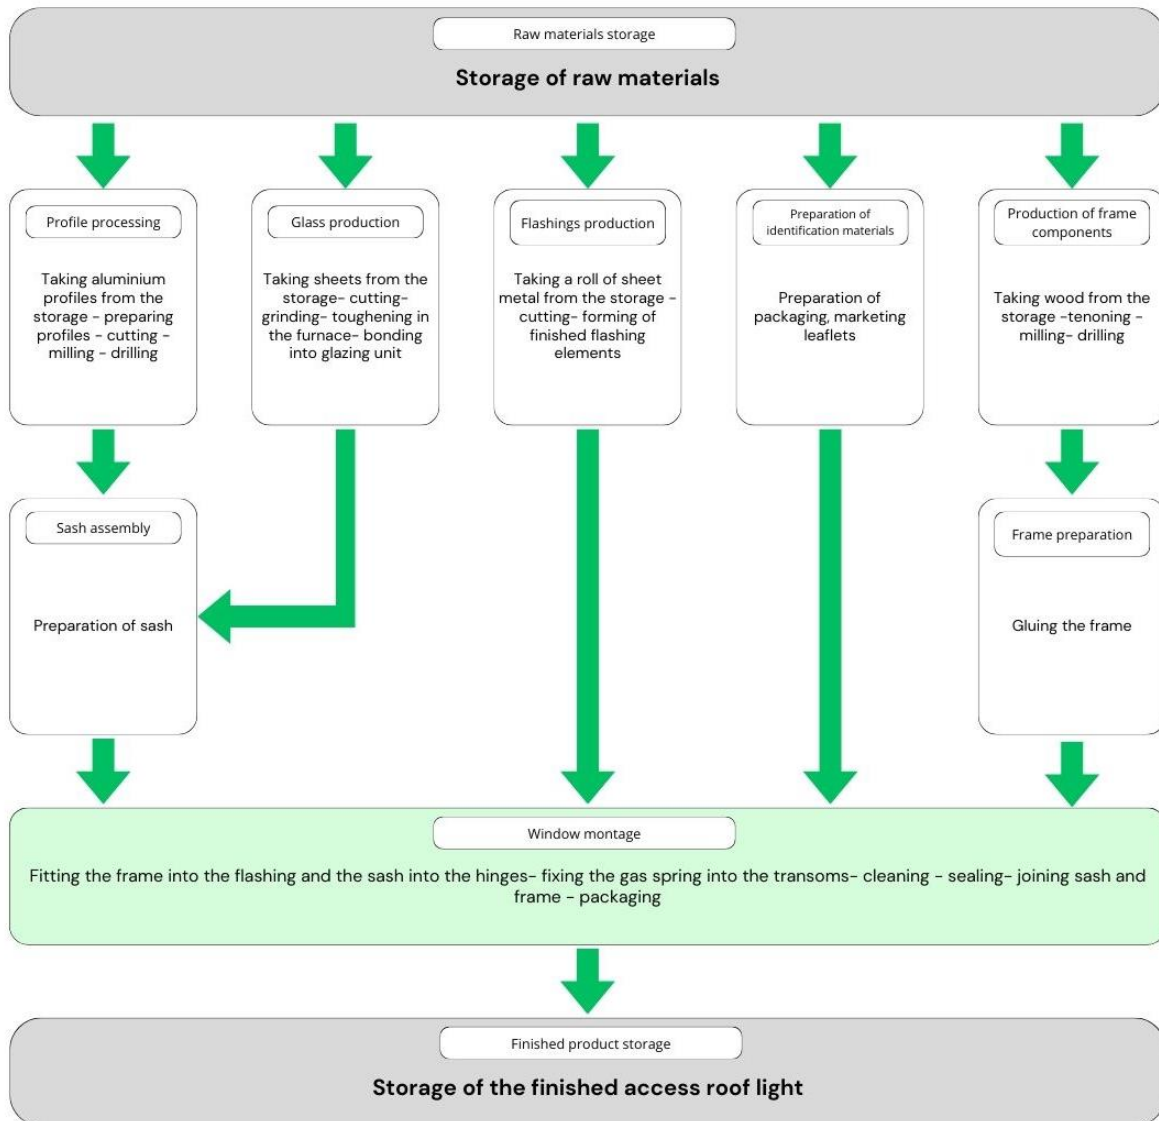 Raw materials storage
Storage of raw materials
Profile processing
Taking aluminium
profiles from the
storage - preparing
profiles - cutting -
milling - drilling
Glass production
Taking sheets from the
storage- cutting-
grinding- toughening in
the furnace- bonding
into glazing unit
Flashings production
Taking a roll of sheet
metal from the storage -
cutting- forming of
finished flashing
elements
Preparation of
identification materials
Preparation of
packaging, marketing
leaflets
Production of frame
components
Taking wood from the
storage -tenoning -
milling- drilling
Sash assembly
Preparation of sash
Frame preparation
Gluing the frame
Window montage
Fitting the frame into the flashing and the sash into the hinges- fixing the gas spring into the transoms- cleaning - sealing- joining sash and
frame - packaging
Finished product storage
Storage of the finished access roof light